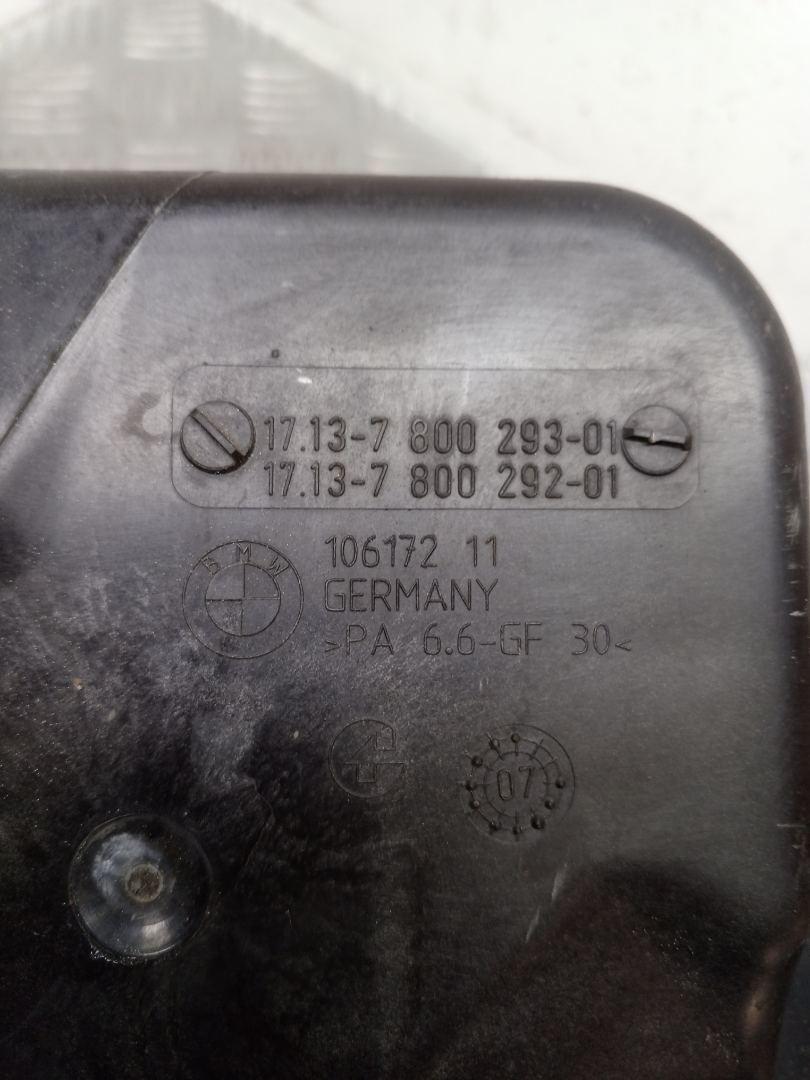 17.13-7 800 293-01
17.13-7 800 292-01
BMW
106172 11
GERMANY
>PA 6.6-GF 30<
07